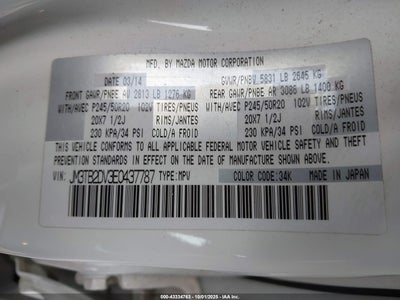 MFD. BY MAZDA MOTOR CORPORATION
DATE 03/14 GVWR/PNBV 5831 LB 2645 KG
FRONT GAWR/PNBE AV 2813 LB 1276 KG REAR GAWR/PNBE AR 3086 LB 1400 KG
WITH/AVEC P245/50R20 102V TIRES/PNEUS WITH/AVEC P245/50R20 102V TIRES/PNEUS
20X7 1/2J RIMS/JANTES 20X7 1/2J RIMS/JANTES
230 KPA/34 PSI COLD/FROID 230 KPA/34 PSI COLD/FROID
THIS VEHICLE CONFORMS TO ALL APPLICABLE FEDERAL MOTOR VEHICLE SAFETY AND THEFT
PREVENTION STANDARDS IN EFFECT ON THE DATE OF MANUFACTURE SHOWN ABOVE.
VIN: JM3TB2DV3E0437787 TYPE:MPV
COLOR: 34K MADE IN JAPAN
000-43334763 - 10/01/2025 - IAA Inc.